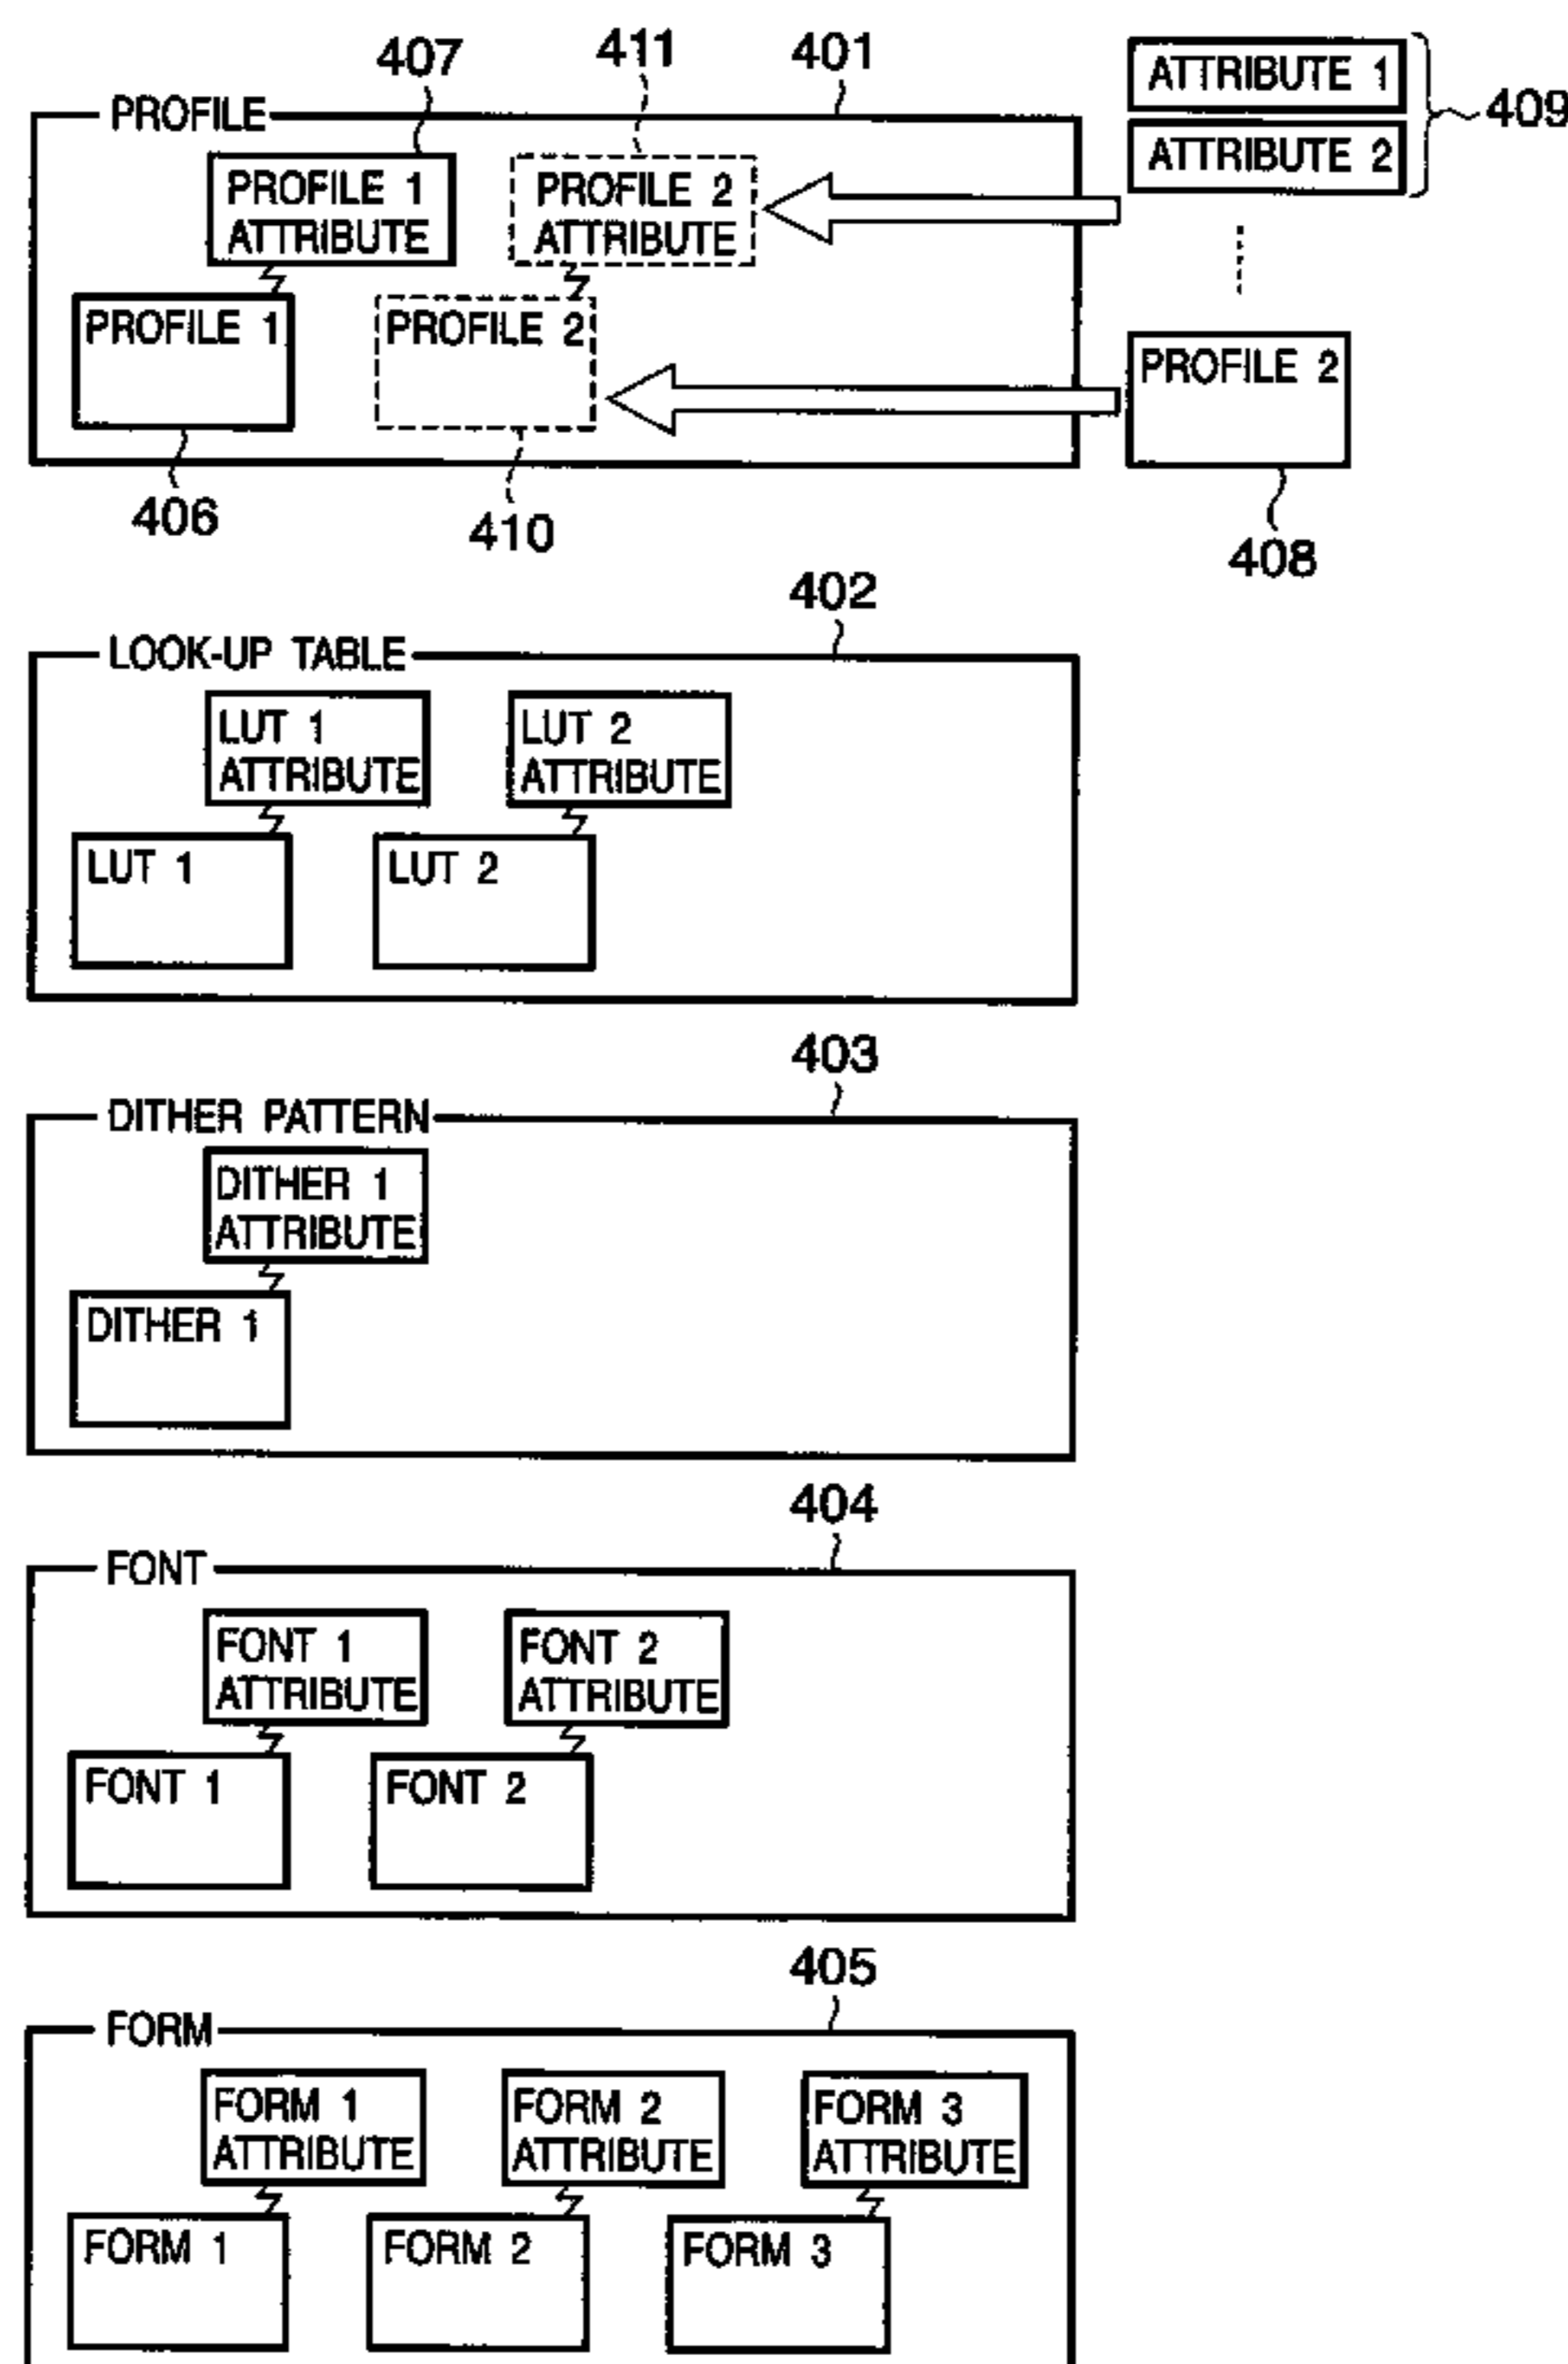 407
411
401
ATTRIBUTE 1
409
PROFILE
ATTRIBUTE 2
PROFILE 1
ATTRIBUTE
PROFILE 2
ATTRIBUTE
PROFILE 1
PROFILE 2
PROFILE 2
406
410
408
402
LOOK-UP TABLE
LUT 1
ATTRIBUTE
LUT 2
ATTRIBUTE
LUT 1
LUT 2
403
DITHER PATTERN
DITHER 1
ATTRIBUTE
DITHER 1
404
FONT
FONT 1
ATTRIBUTE
FONT 2
ATTRIBUTE
FONT 1
FONT 2
405
FORM
FORM 1
ATTRIBUTE
FORM 2
ATTRIBUTE
FORM 3
ATTRIBUTE
FORM 1
FORM 2
FORM 3